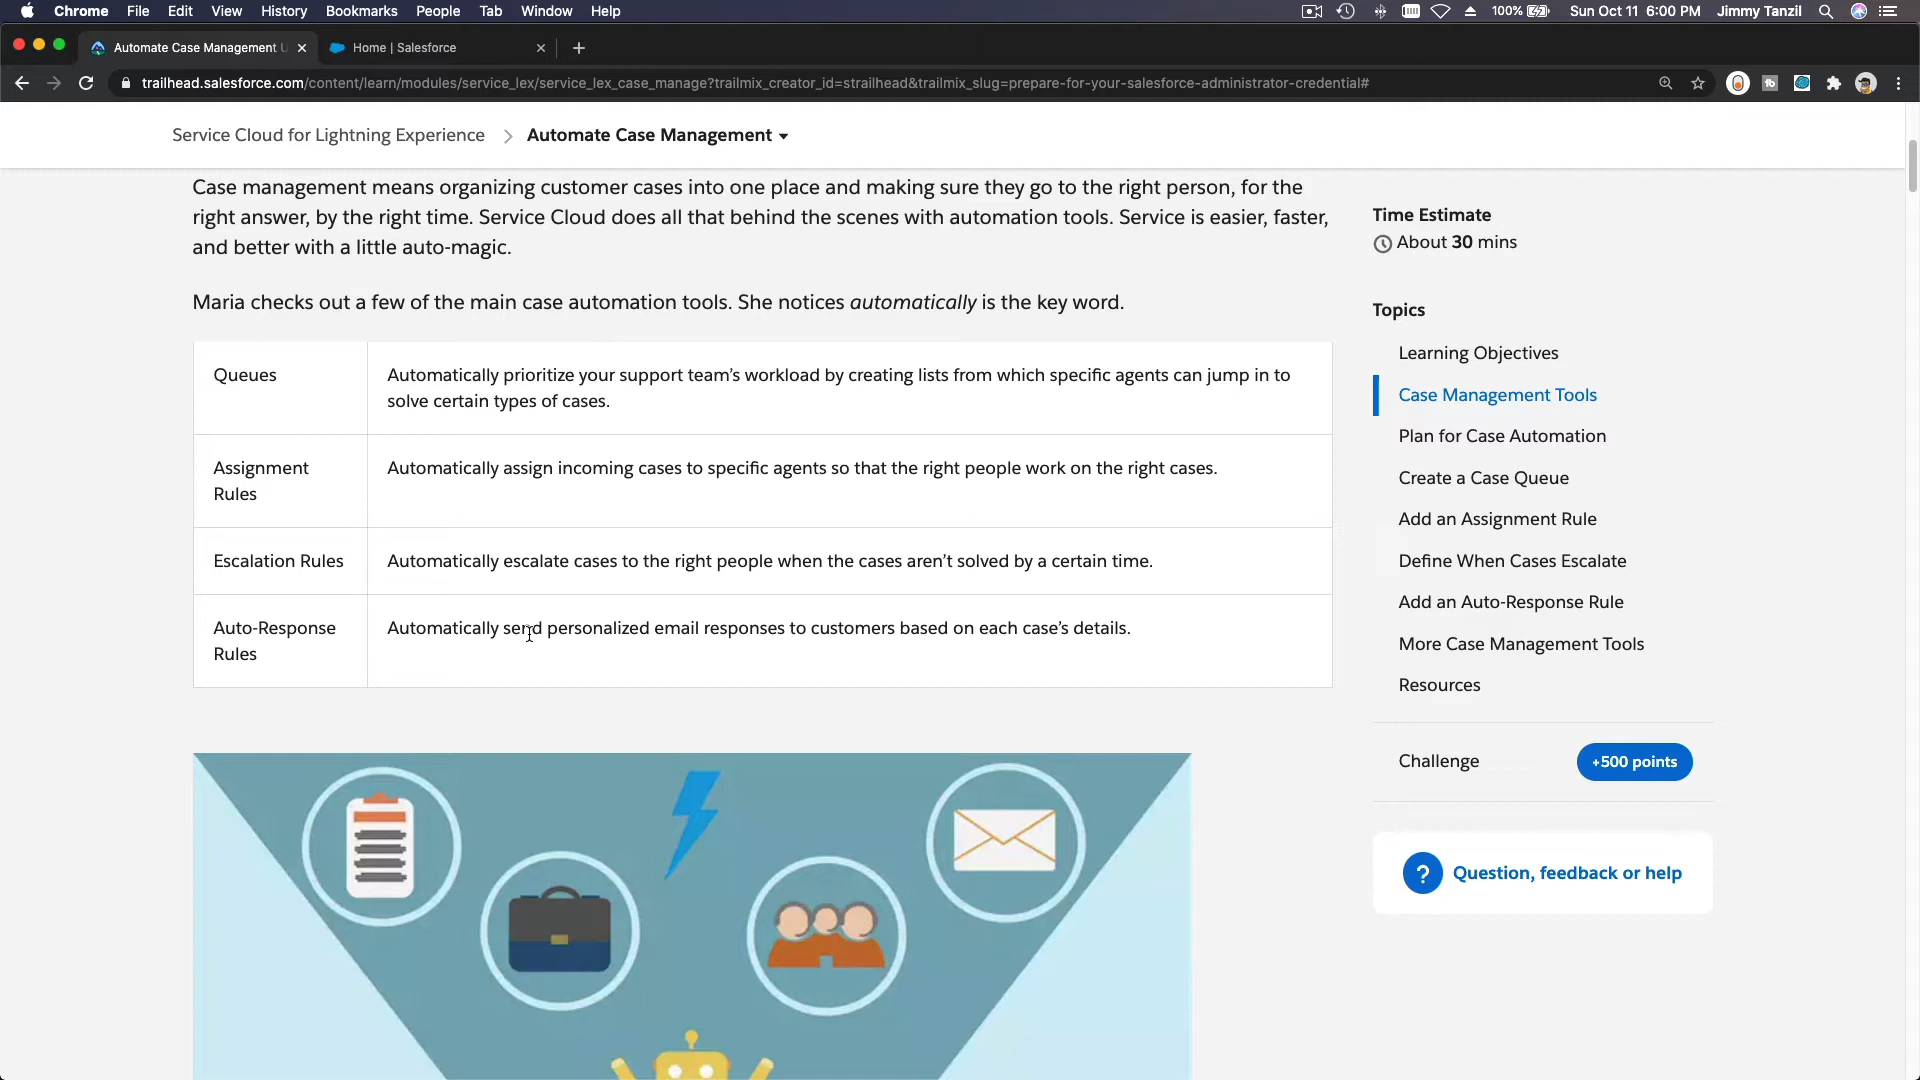 Chrome File Edit View History Bookmarks People Tab Window Help 100% Sun Oct 11 6:00 PM Jimmy Tanzil
Automate Case Management U Home | Salesforce
trailhead.salesforce.com/content/learn/modules/service_lex/service_lex_case_manage?trailmix_creator_id=strailhead&trailmix_slug=prepare-for-your-salesforce-administrator-credential#
Service Cloud for Lightning Experience > Automate Case Management
Case management means organizing customer cases into one place and making sure they go to the right person, for the
right answer, by the right time. Service Cloud does all that behind the scenes with automation tools. Service is easier, faster,
and better with a little auto-magic.
Maria checks out a few of the main case automation tools. She notices automatically is the key word.
Queues
Automatically prioritize your support team’s workload by creating lists from which specific agents can jump in to
solve certain types of cases.
Assignment
Rules
Automatically assign incoming cases to specific agents so that the right people work on the right cases.
Escalation Rules
Automatically escalate cases to the right people when the cases aren’t solved by a certain time.
Auto-Response
Rules
Automatically send personalized email responses to customers based on each case’s details.
Time Estimate
About 30 mins
Topics
Learning Objectives
Case Management Tools
Plan for Case Automation
Create a Case Queue
Add an Assignment Rule
Define When Cases Escalate
Add an Auto-Response Rule
More Case Management Tools
Resources
Challenge +500 points
? Question, feedback or help